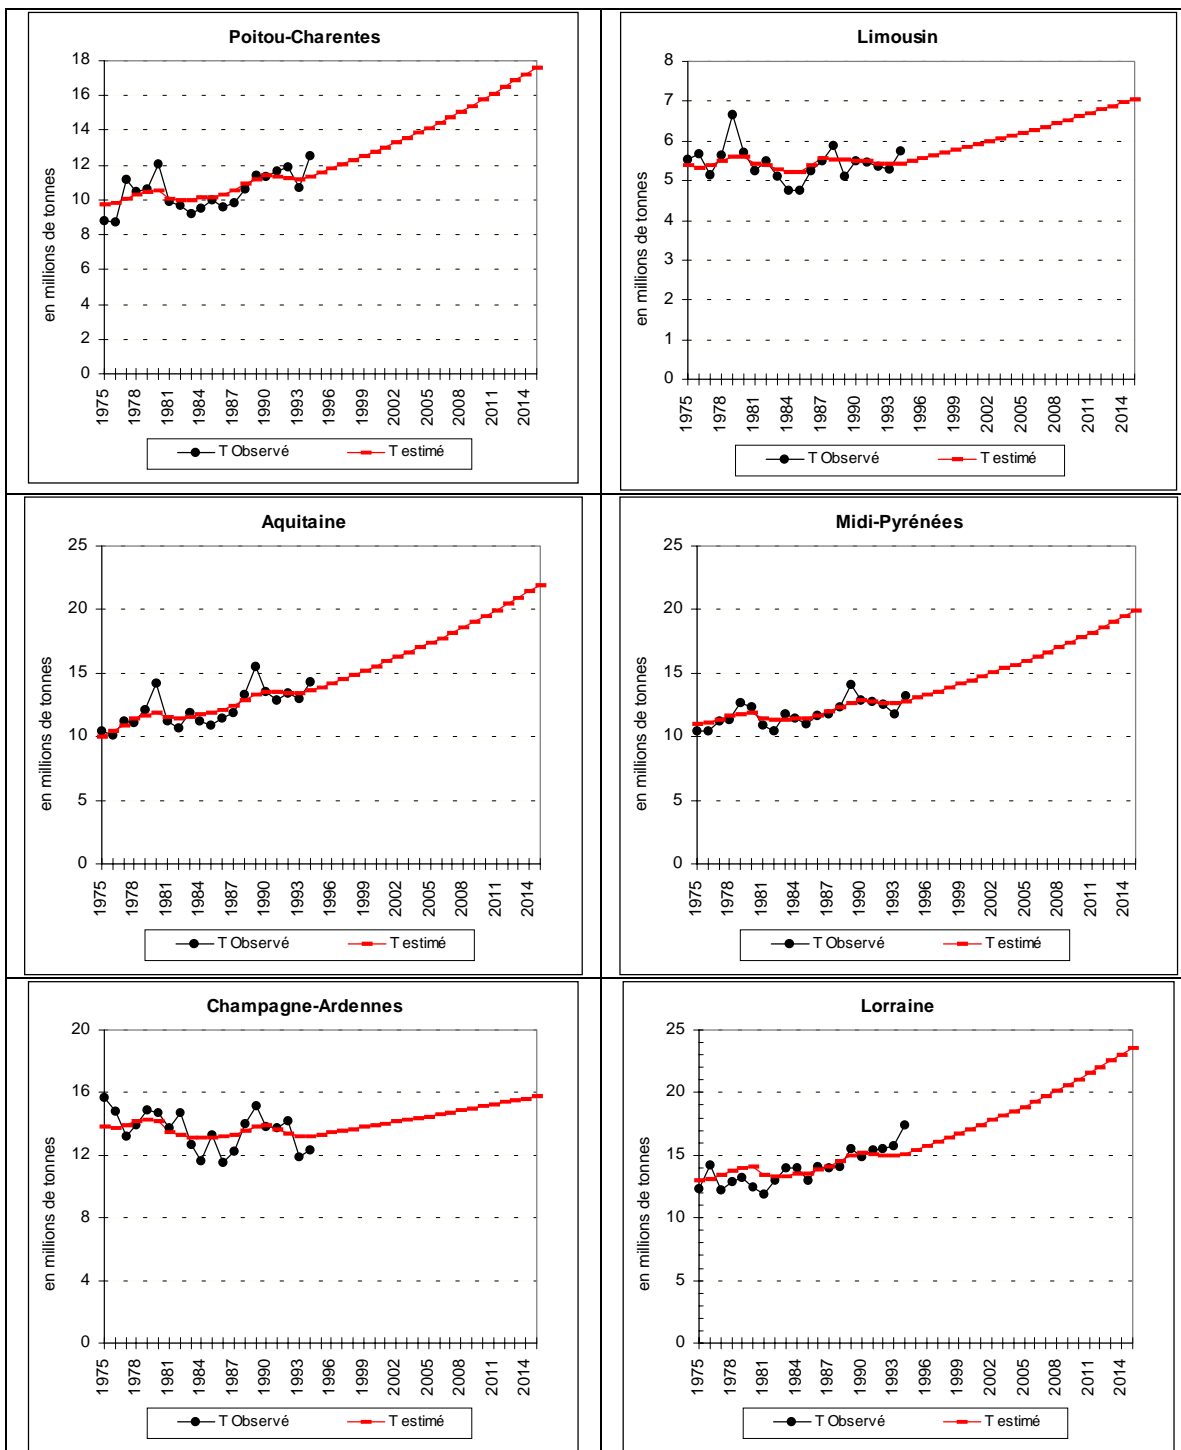 Poitou-Charentes
en millions de tonnes
18
16
14
12
10
8
6
4
2
0
1975 1978 1981 1984 1987 1990 1993 1996 1999 2002 2005 2008 2011 2014
T Observé T estimé
Limousin
en millions de tonnes
8
7
6
5
4
3
2
1
0
1975 1978 1981 1984 1987 1990 1993 1996 1999 2002 2005 2008 2011 2014
T Observé T estimé
Aquitaine
en millions de tonnes
25
20
15
10
5
0
1975 1978 1981 1984 1987 1990 1993 1996 1999 2002 2005 2008 2011 2014
T Observé T estimé
Midi-Pyrénées
en millions de tonnes
25
20
15
10
5
0
1975 1978 1981 1984 1987 1990 1993 1996 1999 2002 2005 2008 2011 2014
T Observé T estimé
Champagne-Ardennes
en millions de tonnes
20
16
12
8
4
0
1975 1978 1981 1984 1987 1990 1993 1996 1999 2002 2005 2008 2011 2014
T Observé T estimé
Lorraine
en millions de tonnes
25
20
15
10
5
0
1975 1978 1981 1984 1987 1990 1993 1996 1999 2002 2005 2008 2011 2014
T Observé T estimé